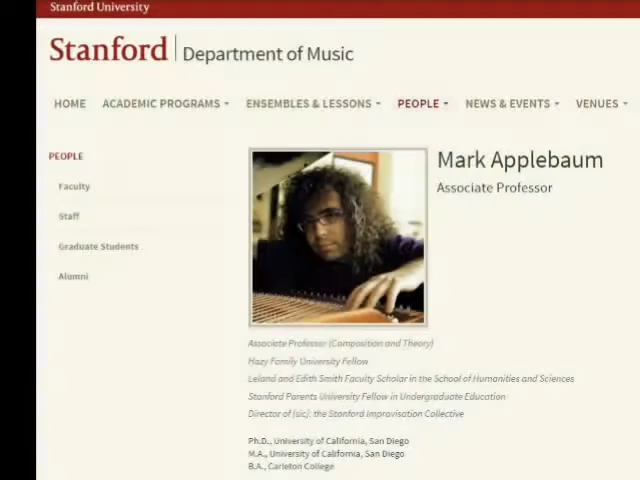 Stanford University
Stanford | Department of Music
HOME ACADEMIC PROGRAMS ENSEMBLES & LESSONS PEOPLE NEWS & EVENTS VENUES
PEOPLE
Faculty
Staff
Graduate Students
Alumni
Mark Applebaum
Associate Professor
Associate Professor (Composition and Theory)
Hazy Family University Fellow
Leland and Edith Smith Faculty Scholar in the School of Humanities and Sciences
Stanford Parents University Fellow in Undergraduate Education
Director of [sic]: the Stanford Improvisation Collective
Ph.D., University of California, San Diego
M.A., University of California, San Diego
B.A., Carleton College